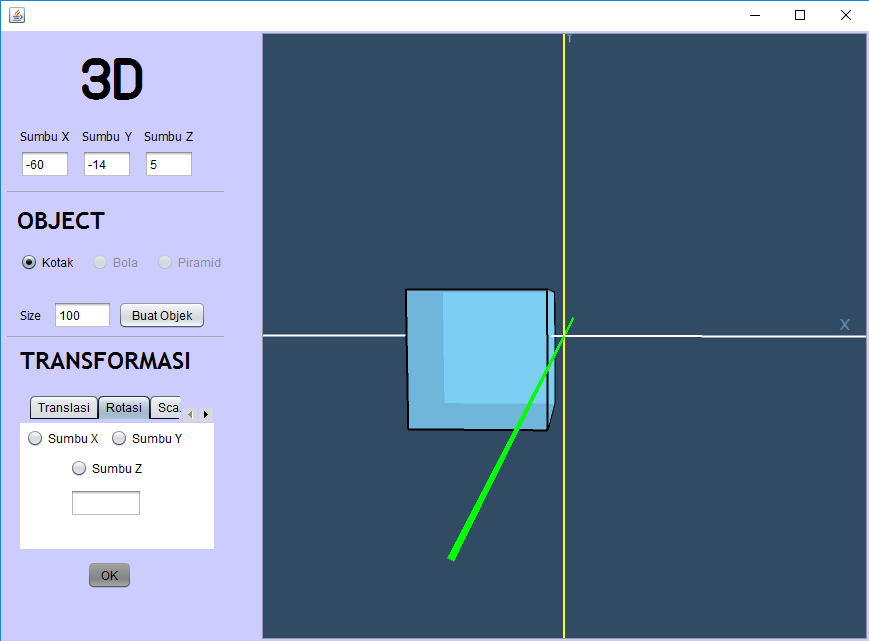 3D
Sumbu X Sumbu Y Sumbu Z
-60 -14 5
OBJECT
Kotak Bola Piramid
Size 100 Buat Objek
TRANSFORMASI
Translasi Rotasi Sca
Sumbu X Sumbu Y
Sumbu Z
OK
X